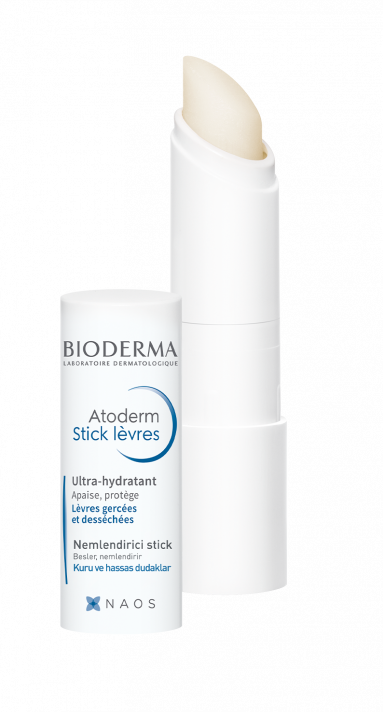 BIODERMA
LABORATOIRE DERMATOLOGIQUE
Atoderm
Stick lèvres
Ultra-hydratant
Apaise, protège
Lèvres gercées
et desséchées
Nemlendirici stick
Besler, nemlendirir
Kuru ve hassas dudaklar
NAOS